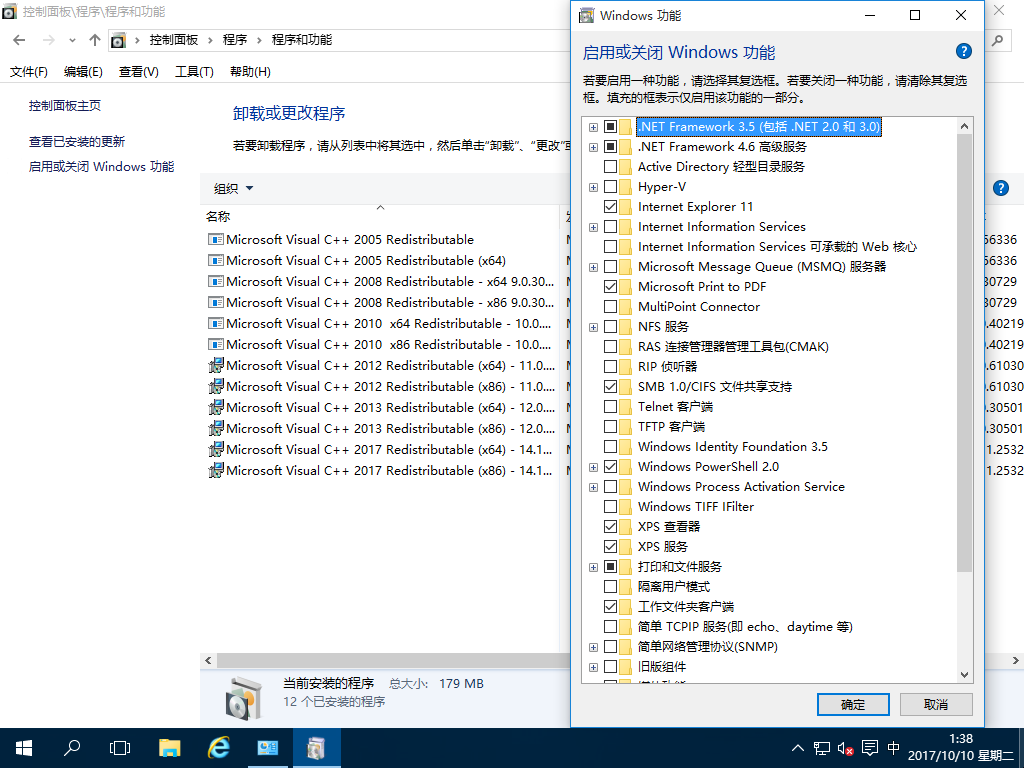 控制面板\程序\程序和功能
控制面板 程序 程序和功能
文件(F) 编辑(E) 查看(V) 工具(T) 帮助(H)
控制面板主页
查看已安装的更新
启用或关闭 Windows 功能
卸载或更改程序
若要卸载程序，请从列表中将其选中，然后单击“卸载”、“更改”或
组织
名称
Microsoft Visual C++ 2005 Redistributable
56336
Microsoft Visual C++ 2005 Redistributable (x64)
56336
Microsoft Visual C++ 2008 Redistributable - x64 9.0.30...
30729
Microsoft Visual C++ 2008 Redistributable - x86 9.0.30...
30729
Microsoft Visual C++ 2010 x64 Redistributable - 10.0....
.40219
Microsoft Visual C++ 2010 x86 Redistributable - 10.0....
.40219
Microsoft Visual C++ 2012 Redistributable (x64) - 11.0....
.61030
Microsoft Visual C++ 2012 Redistributable (x86) - 11.0....
.61030
Microsoft Visual C++ 2013 Redistributable (x64) - 12.0....
.30501
Microsoft Visual C++ 2013 Redistributable (x86) - 12.0....
.30501
Microsoft Visual C++ 2017 Redistributable (x64) - 14.1...
1.2532
Microsoft Visual C++ 2017 Redistributable (x86) - 14.1...
1.2532
当前安装的程序 总大小: 179 MB
12 个已安装的程序
Windows 功能
启用或关闭 Windows 功能
若要启用一种功能，请选择其复选框。若要关闭一种功能，请清除其复选
框。填充的框表示仅启用该功能的一部分。
.NET Framework 3.5 (包括 .NET 2.0 和 3.0)
.NET Framework 4.6 高级服务
Active Directory 轻型目录服务
Hyper-V
Internet Explorer 11
Internet Information Services
Internet Information Services 可承载的 Web 核心
Microsoft Message Queue (MSMQ) 服务器
Microsoft Print to PDF
MultiPoint Connector
NFS 服务
RAS 连接管理器管理工具包(CMAK)
RIP 侦听器
SMB 1.0/CIFS 文件共享支持
Telnet 客户端
TFTP 客户端
Windows Identity Foundation 3.5
Windows PowerShell 2.0
Windows Process Activation Service
Windows TIFF IFilter
XPS 查看器
XPS 服务
打印和文件服务
隔离用户模式
工作文件夹客户端
简单 TCPIP 服务(即 echo、daytime 等)
简单网络管理协议(SNMP)
旧版组件
确定 取消
中
1:38
2017/10/10 星期二